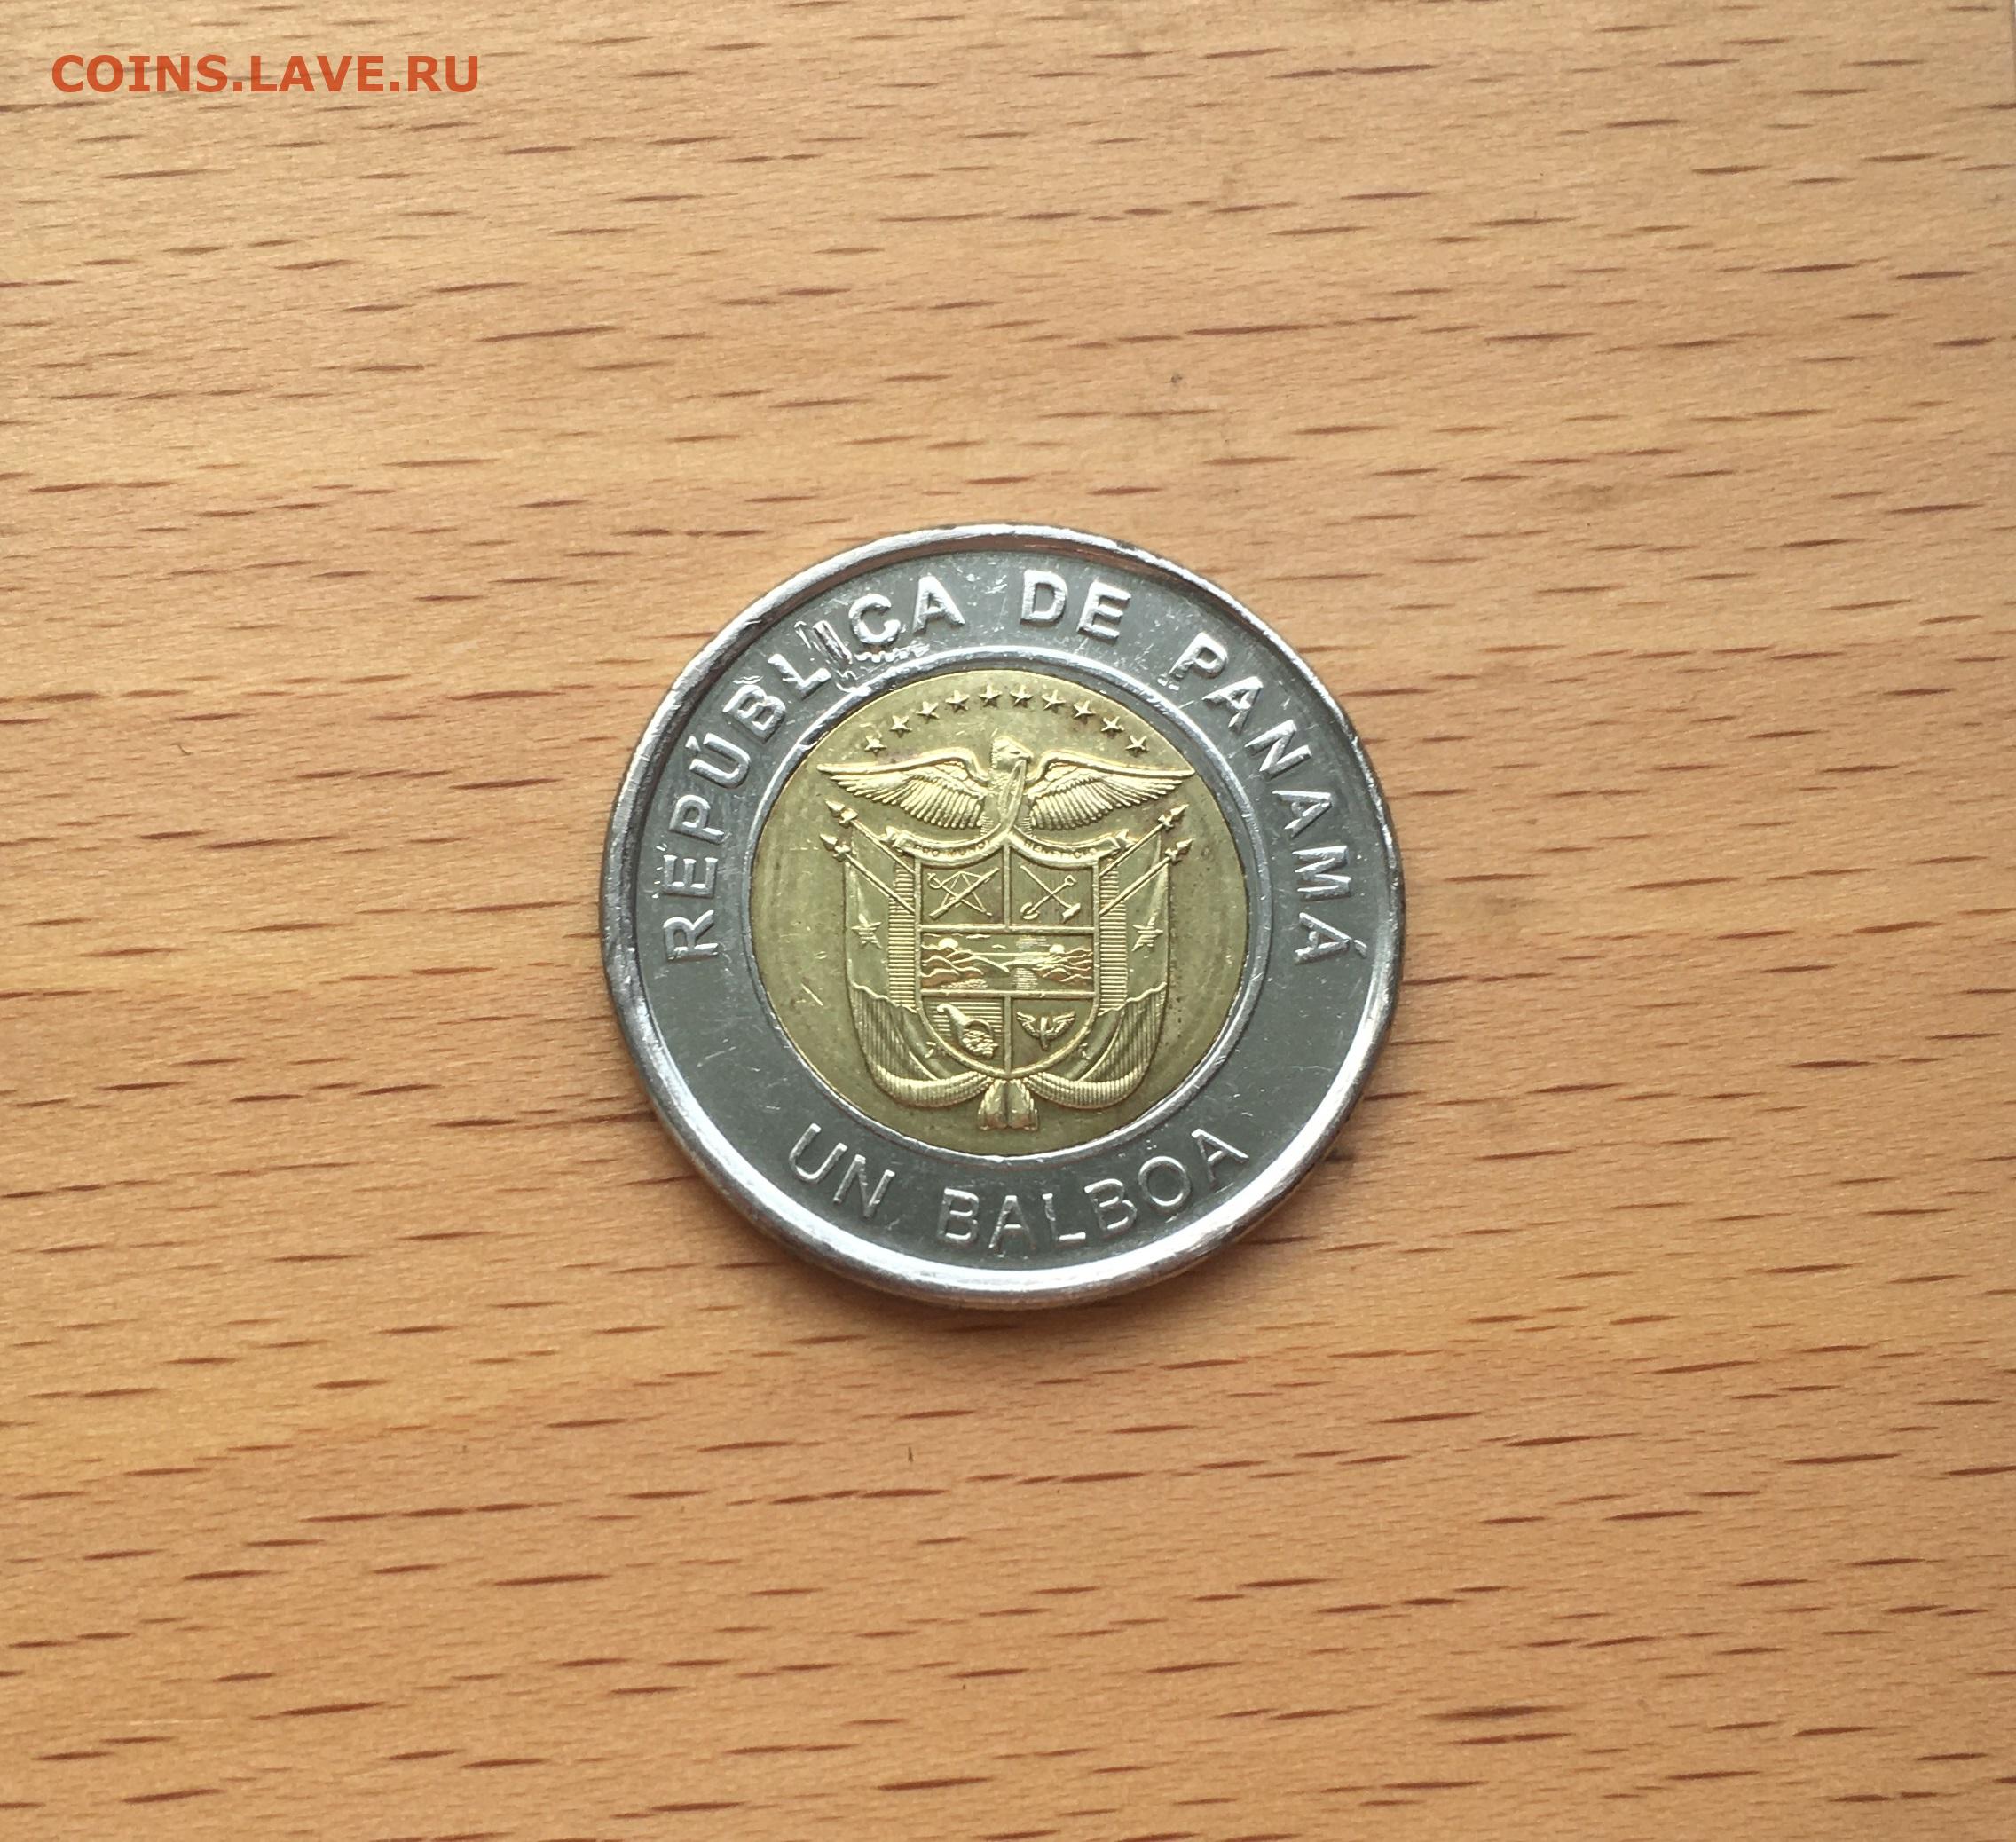 COINS.LAVE.RU
REPÚBLICA DE PANAMÁ
UN BALBOA